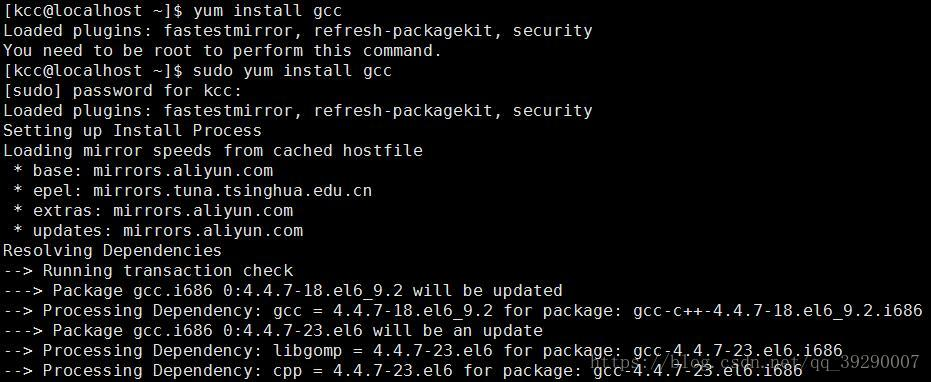 [kcc@localhost ~]$ yum install gcc
Loaded plugins: fastestmirror, refresh-packagekit, security
You need to be root to perform this command.
[kcc@localhost ~]$ sudo yum install gcc
[sudo] password for kcc:
Loaded plugins: fastestmirror, refresh-packagekit, security
Setting up Install Process
Loading mirror speeds from cached hostfile
 * base: mirrors.aliyun.com
 * epel: mirrors.tuna.tsinghua.edu.cn
 * extras: mirrors.aliyun.com
 * updates: mirrors.aliyun.com
Resolving Dependencies
--> Running transaction check
---> Package gcc.i686 0:4.4.7-18.el6_9.2 will be updated
--> Processing Dependency: gcc = 4.4.7-18.el6_9.2 for package: gcc-c++-4.4.7-18.el6_9.2.i686
---> Package gcc.i686 0:4.4.7-23.el6 will be an update
--> Processing Dependency: libgomp = 4.4.7-23.el6 for package: gcc-4.4.7-23.el6.i686
--> Processing Dependency: cpp = 4.4.7-23.el6 for package: gcc-4.4.7-23.el6.i686
https://blog.csdn.net/qq_39290007